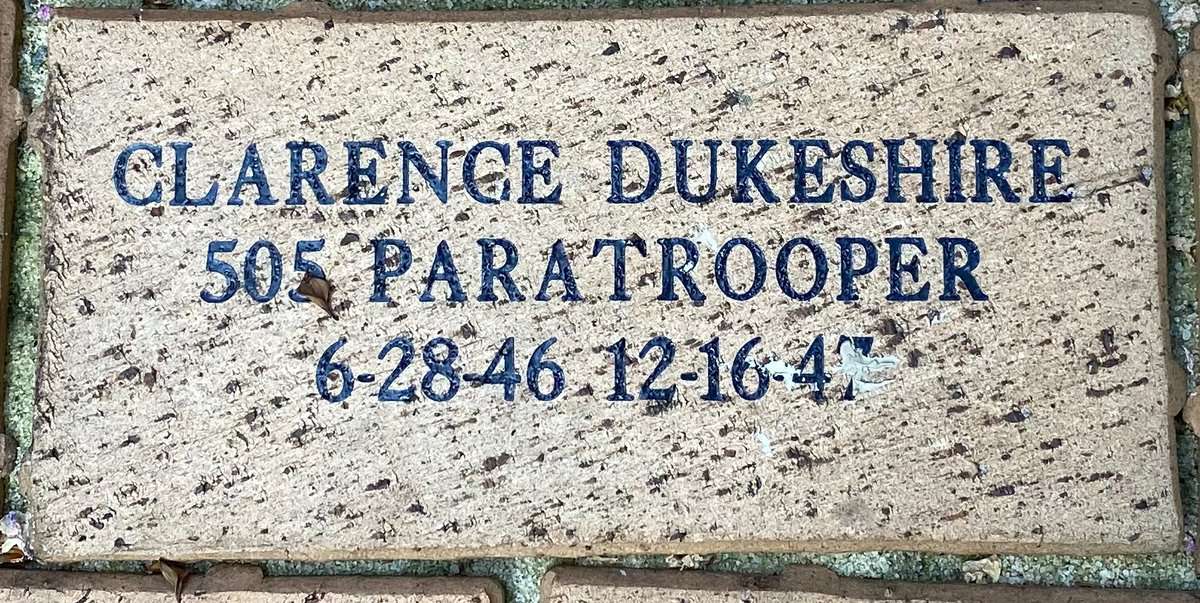 CLARENCE DUKESHIRE
505 PARATROOPER
6-28-46 12-16-47